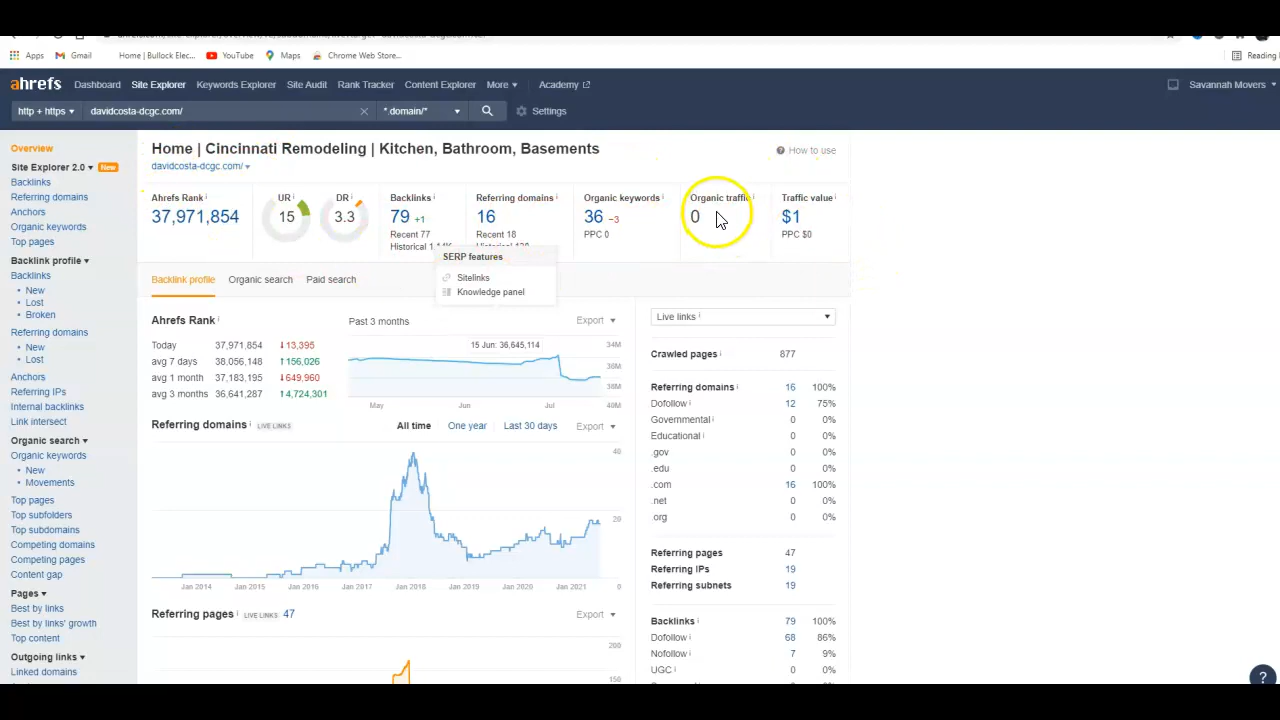 Apps Gmail Home | Bullock Elec... YouTube Maps Chrome Web Store... Reading
ahrefs Dashboard Site Explorer Keywords Explorer Site Audit Rank Tracker Content Explorer More Academy Savannah Movers
http + https davidcosta-dcgc.com/ *.domain/* Settings
Overview
Site Explorer 2.0 New
Backlinks
Referring domains
Anchors
Organic keywords
Top pages
Backlink profile
Backlinks
New
Lost
Broken
Referring domains
New
Lost
Anchors
Referring IPs
Internal backlinks
Link intersect
Organic search
Organic keywords
New
Movements
Top pages
Top subfolders
Top subdomains
Competing domains
Competing pages
Content gap
Pages
Best by links
Best by links' growth
Top content
Outgoing links
Linked domains
Home | Cincinnati Remodeling | Kitchen, Bathroom, Basements
How to use
davidcosta-dcgc.com/
Ahrefs Rank
37,971,854
UR
15
DR
3.3
Backlinks
79 +1
Recent 77
Historical
Referring domains
16
Recent 18
Organic keywords
36 −3
PPC 0
Organic traffic
0
Traffic value
$1
PPC $0
SERP features
Sitelinks
Knowledge panel
Backlink profile Organic search Paid search
Ahrefs Rank Past 3 months Export
Today 37,971,854 ↓13,395
avg 7 days 38,056,148 ↑156,026
avg 1 month 37,183,195 ↓649,960
avg 3 months 36,641,287 ↑4,724,301
15 Jun: 36,645,114
34M
36M
38M
40M
May Jun Jul
Referring domains LIVE LINKS All time One year Last 30 days Export
40
20
0
Jan 2014 Jan 2015 Jan 2016 Jan 2017 Jan 2018 Jan 2019 Jan 2020 Jan 2021
Referring pages LIVE LINKS 47 Export
200
150
Live links
Crawled pages 877
Referring domains 16 100%
Dofollow 12 75%
Governmental 0 0%
Educational 0 0%
.gov 0 0%
.edu 0 0%
.com 16 100%
.net 0 0%
.org 0 0%
Referring pages 47
Referring IPs 19
Referring subnets 19
Backlinks 79 100%
Dofollow 68 86%
Nofollow 7 9%
UGC 0 0%
?